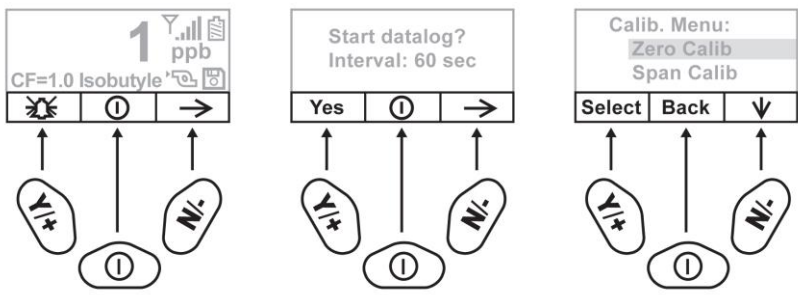 1
ppb
CF=1.0 Isobutyle
Y/+
N/-
Start datalog?
Interval: 60 sec
Yes
Y/+
N/-
Calib. Menu:
Zero Calib
Span Calib
Select Back
Y/+
N/-